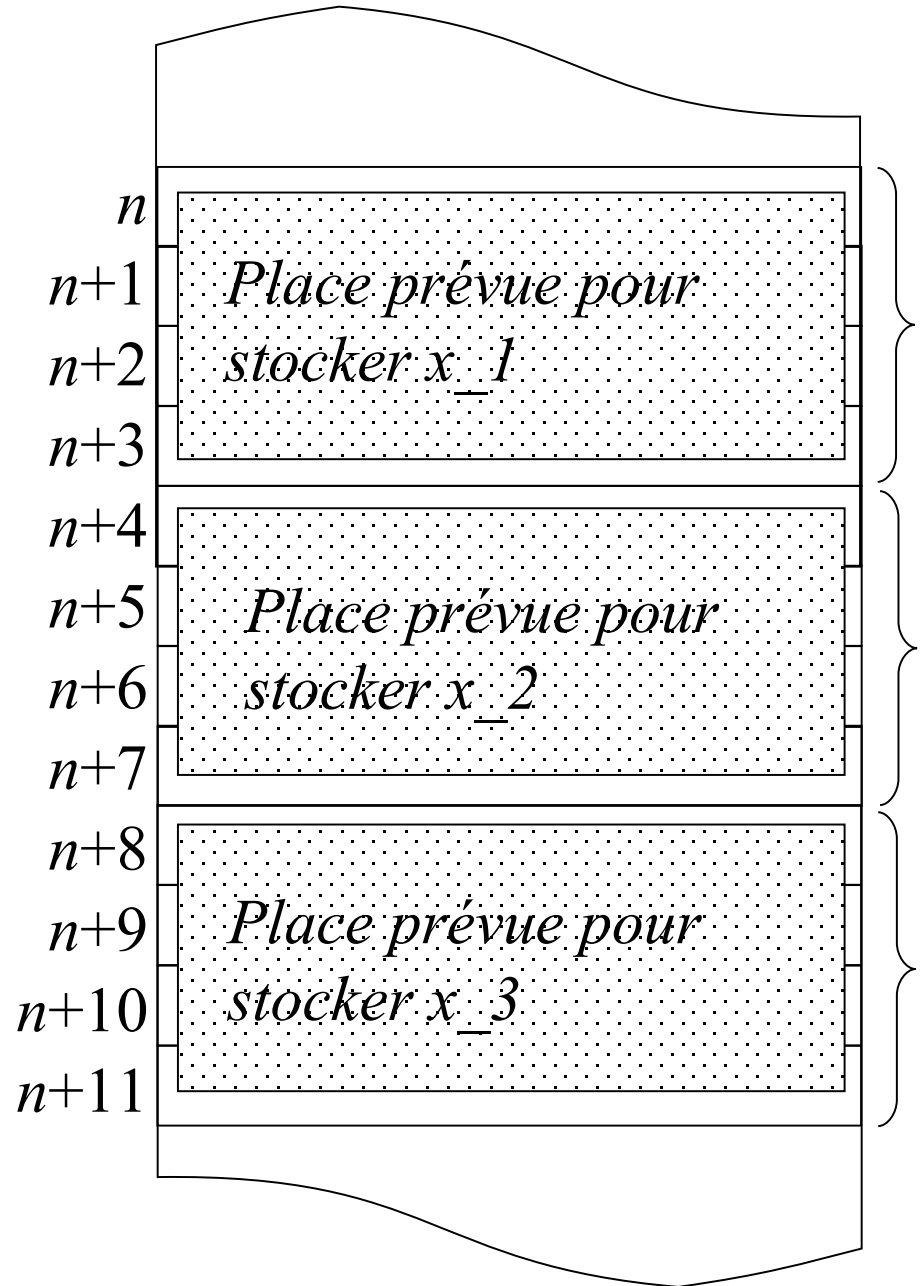 n
n+1
Place prévue pour
n+2
stocker x_1
n+3
n+4
n+5
Place prévue pour
n+6
stocker x_2
n+7
n+8
n+9
Place prévue pour
n+10
stocker x_3
n+11